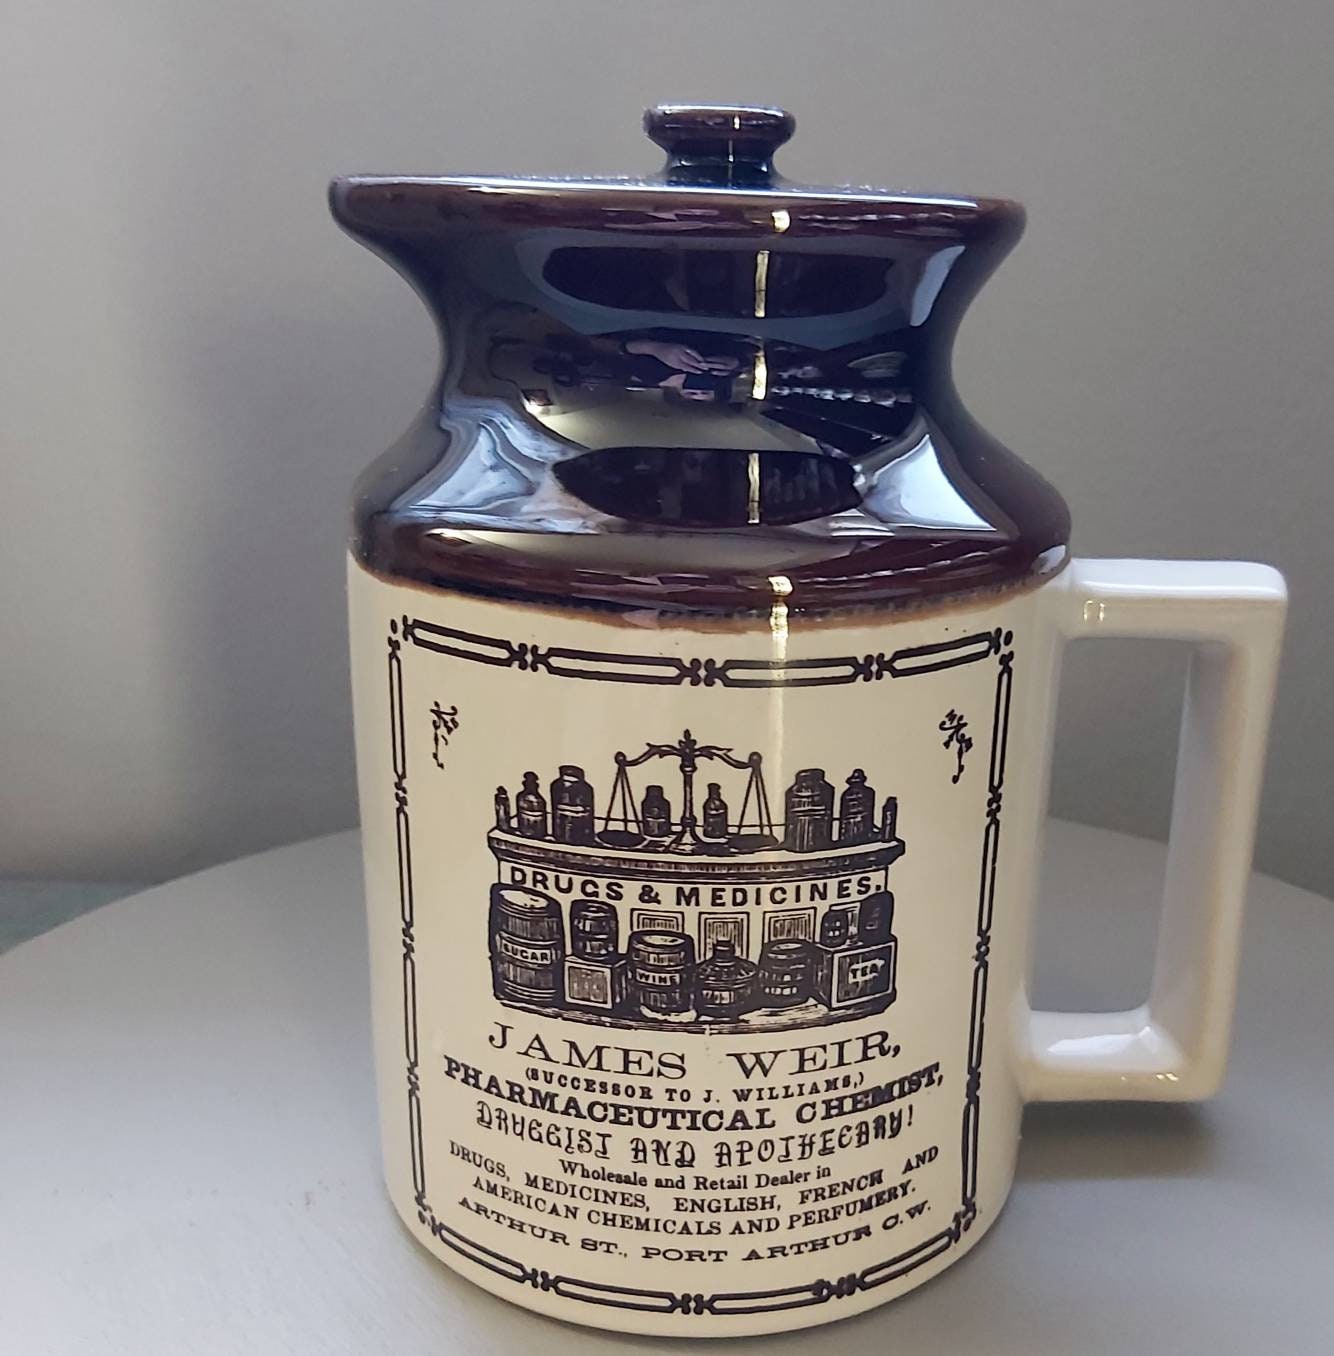 DRUGS & MEDICINES.
SUGAR
WINE
TEA
JAMES WEIR,
(SUCCESSOR TO J. WILLIAMS,)
PHARMACEUTICAL CHEMIST,
DRUGGIST AND APOTHECARY!
Wholesale and Retail Dealer in
DRUGS, MEDICINES, ENGLISH, FRENCH AND
AMERICAN CHEMICALS AND PERFUMERY.
ARTHUR ST., PORT ARTHUR C.W.